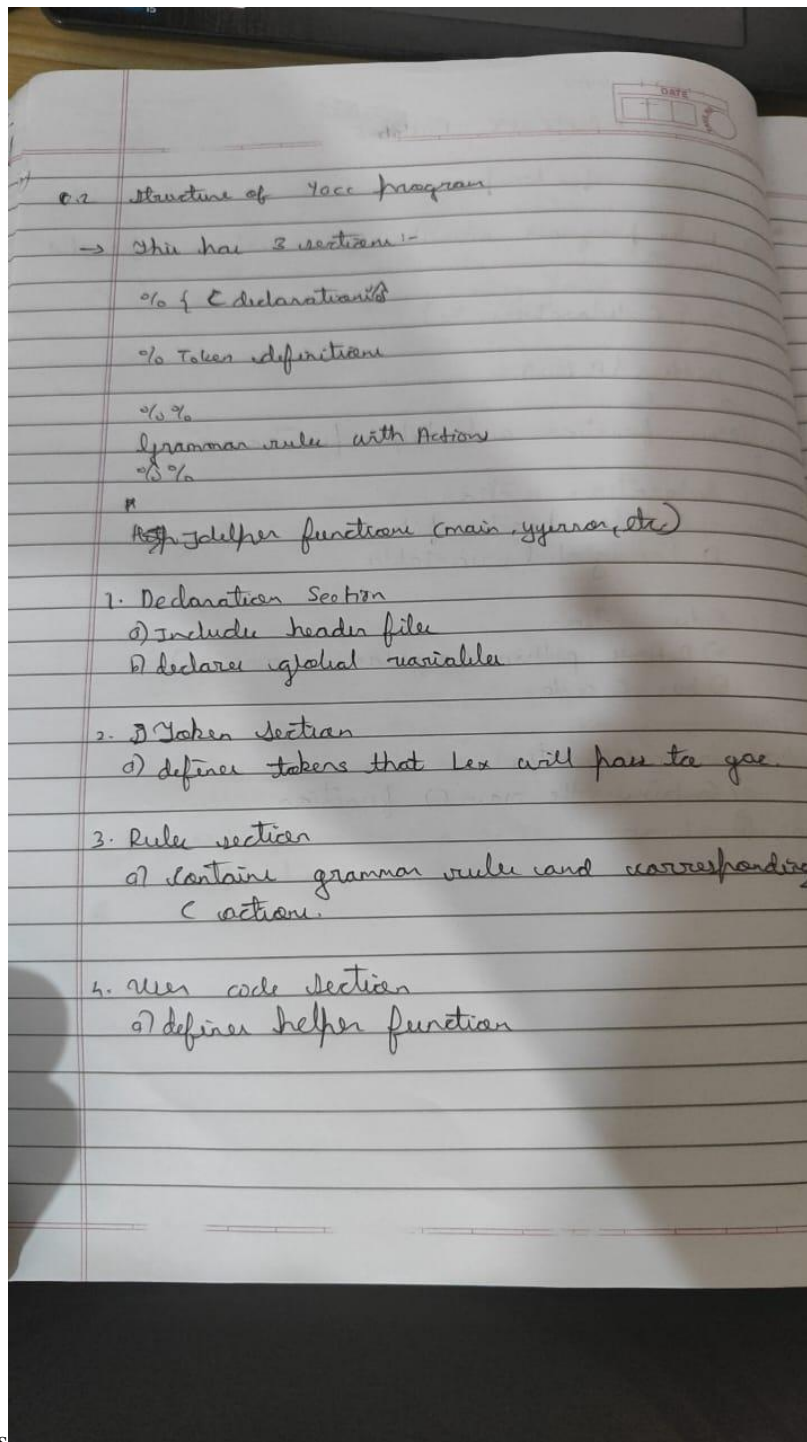 DATE
Q.2 Structure of Yacc program
→ This has 3 sections :-
% { C declarations
% Token definitions
% %
Grammar rules with Actions
% %
Helper functions (main, yyerror, etc)
1. Declaration Section
a) Includes header files
b) declares global variables
2. Token section
a) defines tokens that Lex will pass to yac.
3. Rules section
a) Contains grammar rules and corresponding
C actions.
4. User code section
a) defines helper function